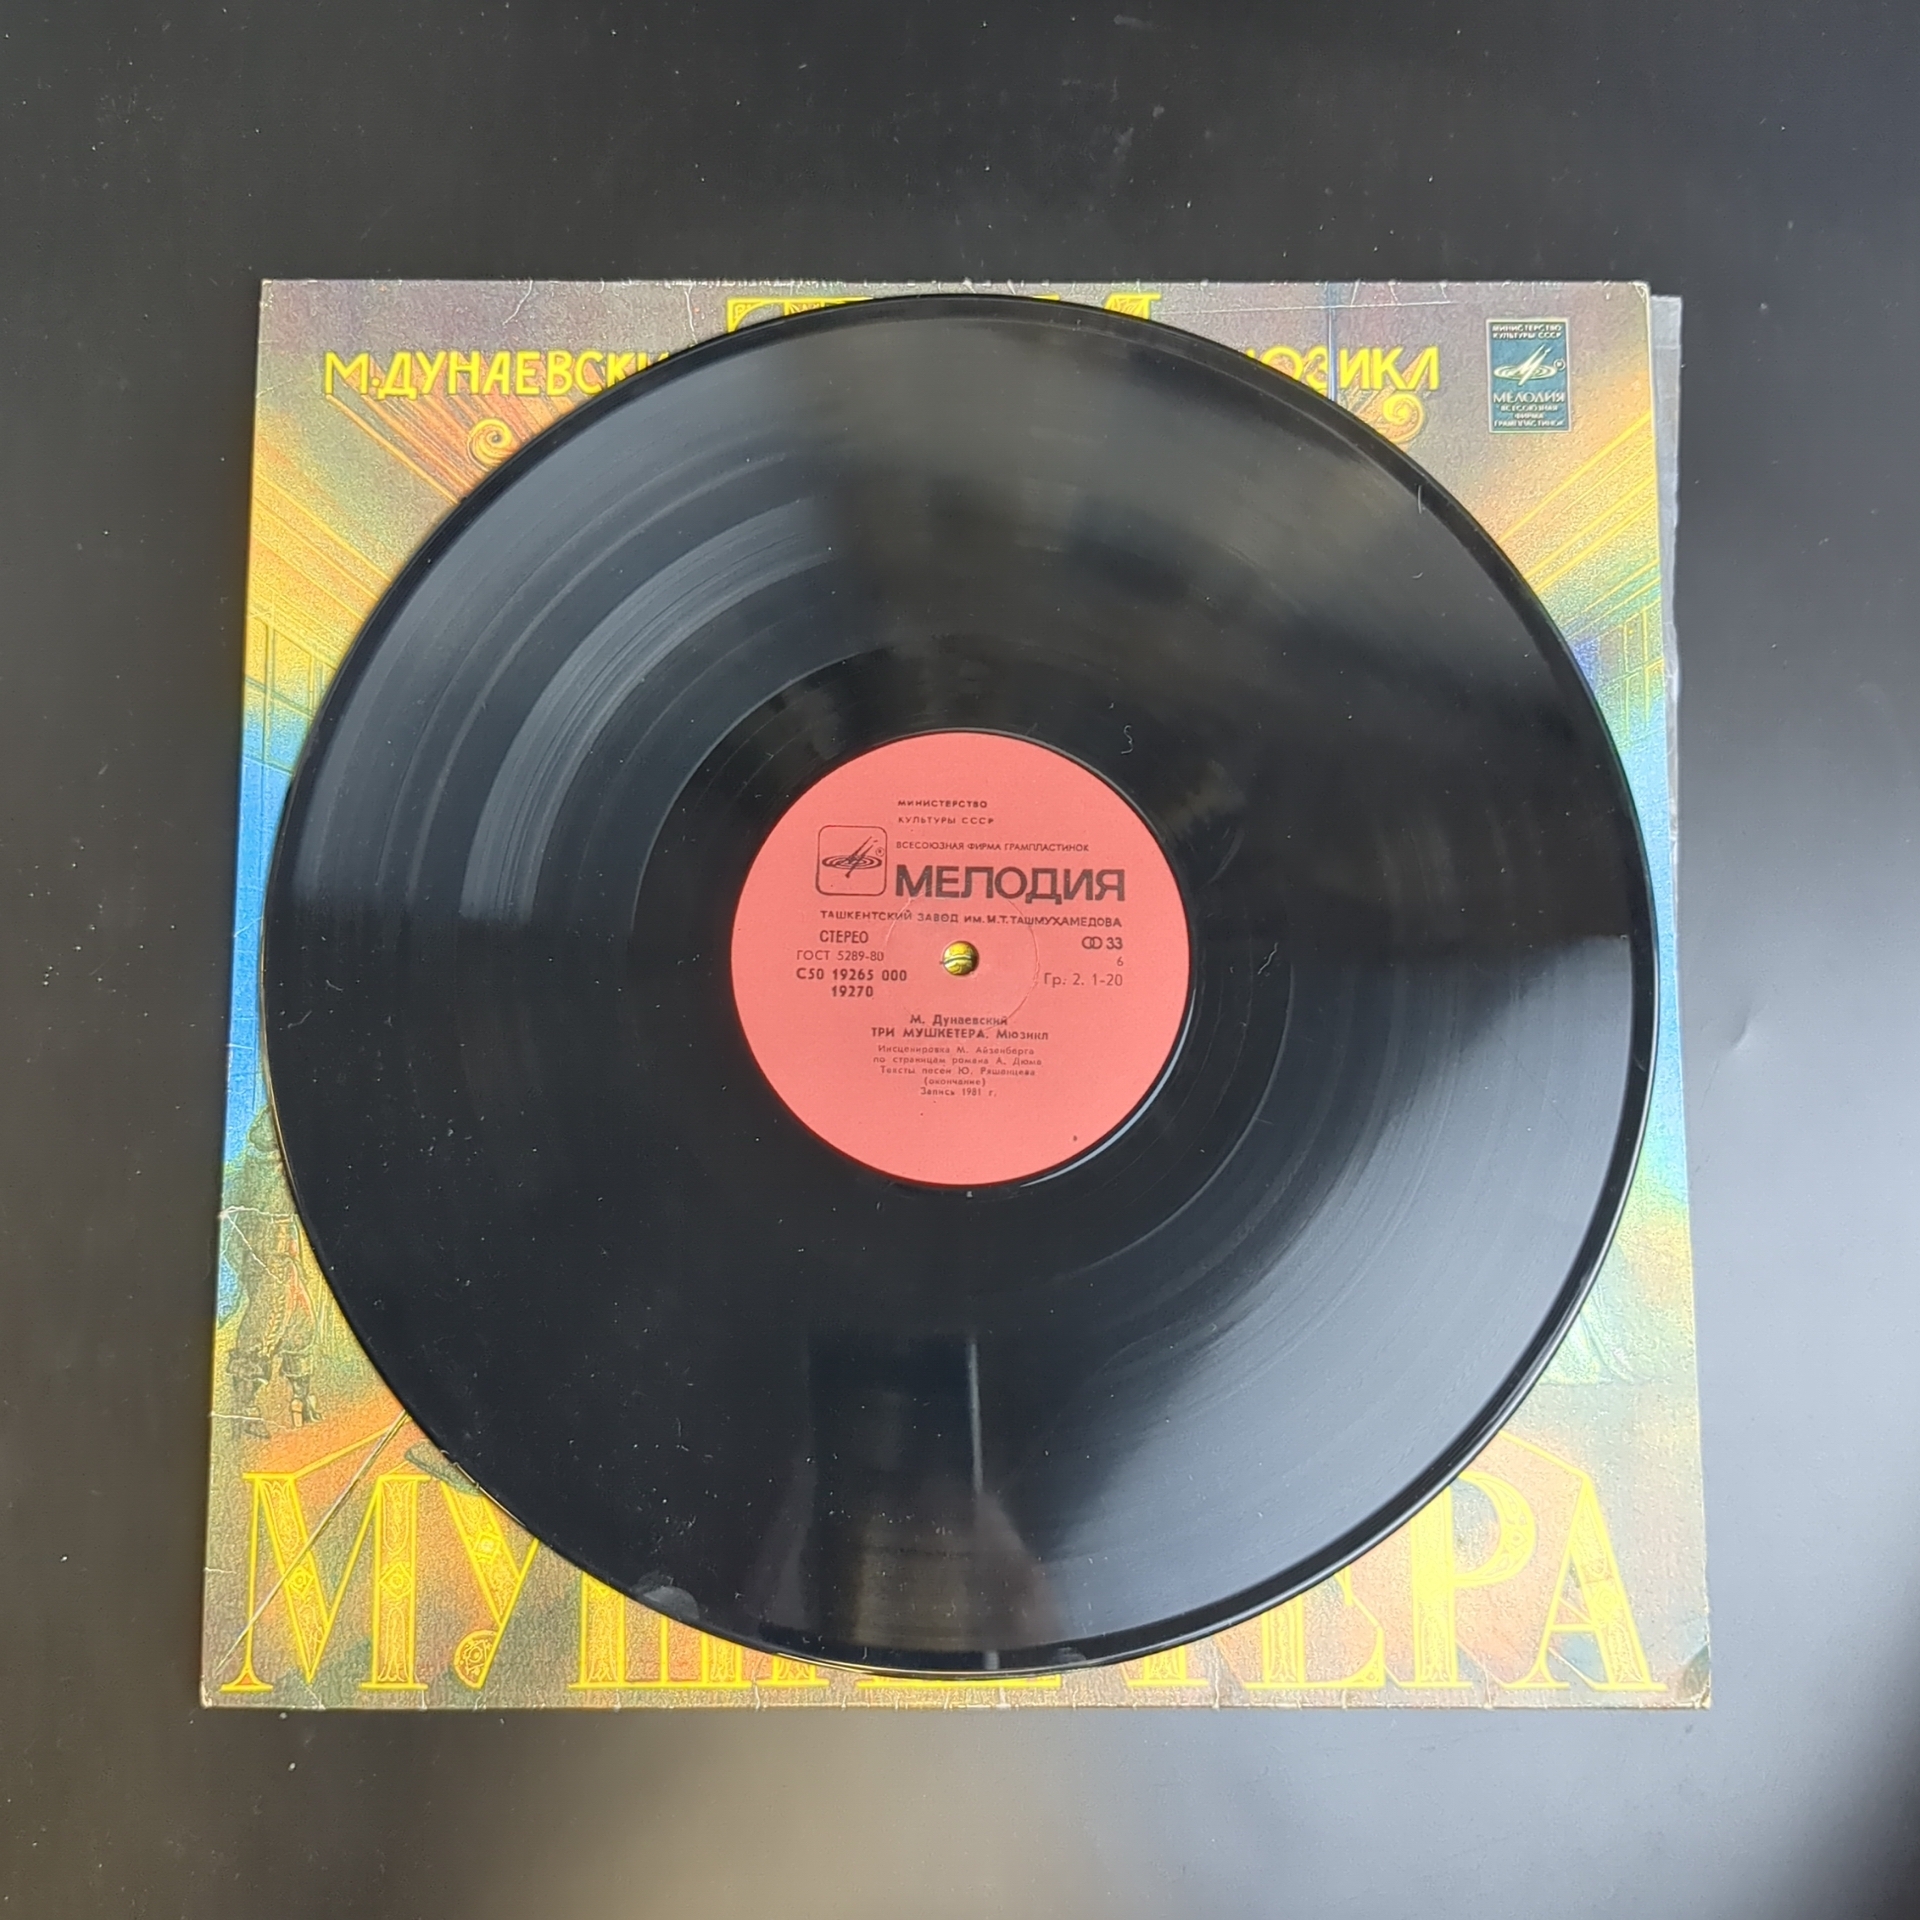 М.ДУНАЕВСКИ
ЮЗИКЛ
МИНИСТЕРСТВО
КУЛЬТУРЫ СССР
МЕЛОДИЯ
ВСЕСОЮЗНАЯ
ФИРМА
ГРАМПЛАСТИНОК
МИНИСТЕРСТВО
КУЛЬТУРЫ СССР
ВСЕСОЮЗНАЯ ФИРМА ГРАМПЛАСТИНОК
МЕЛОДИЯ
ТАШКЕНТСКИЙ ЗАВОД им. М.Т. ТАШМУХАМЕДОВА
СТЕРЕО 33
ГОСТ 5289-80 6
С50 19265 000 Гр. 2. 1-20
19270
М. Дунаевский
ТРИ МУШКЕТЕРА. Мюзикл
Инсценировка М. Айзенберга
по страницам романа А. Дюма
Тексты песен Ю. Ряшенцева
(окончание)
Запись 1981 г.
МУШКЕТЕРА